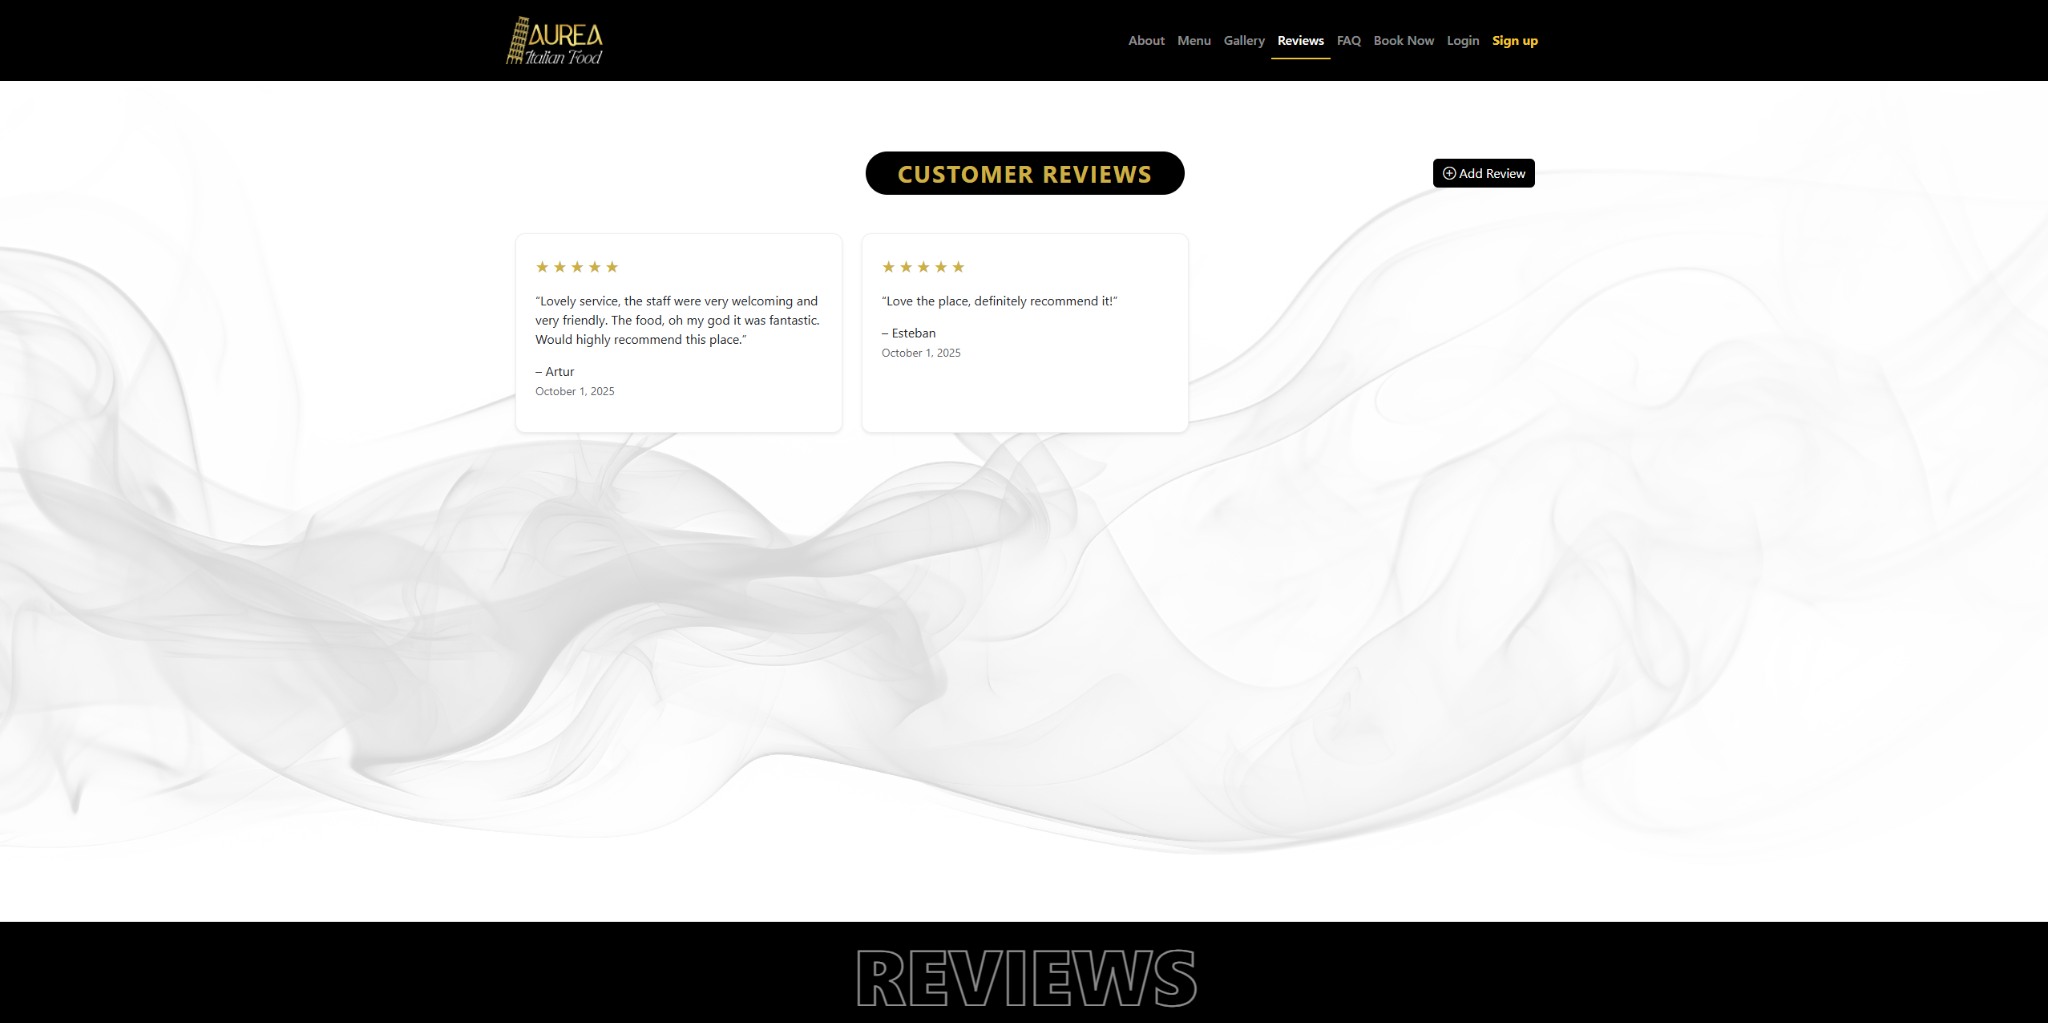 AUREA
Italian Food
About Menu Gallery Reviews FAQ Book Now Login Sign up
CUSTOMER REVIEWS
Add Review
★★★★★
“Lovely service, the staff were very welcoming and
very friendly. The food, oh my god it was fantastic.
Would highly recommend this place.”
– Artur
October 1, 2025
★★★★★
“Love the place, definitely recommend it!”
– Esteban
October 1, 2025
REVIEWS